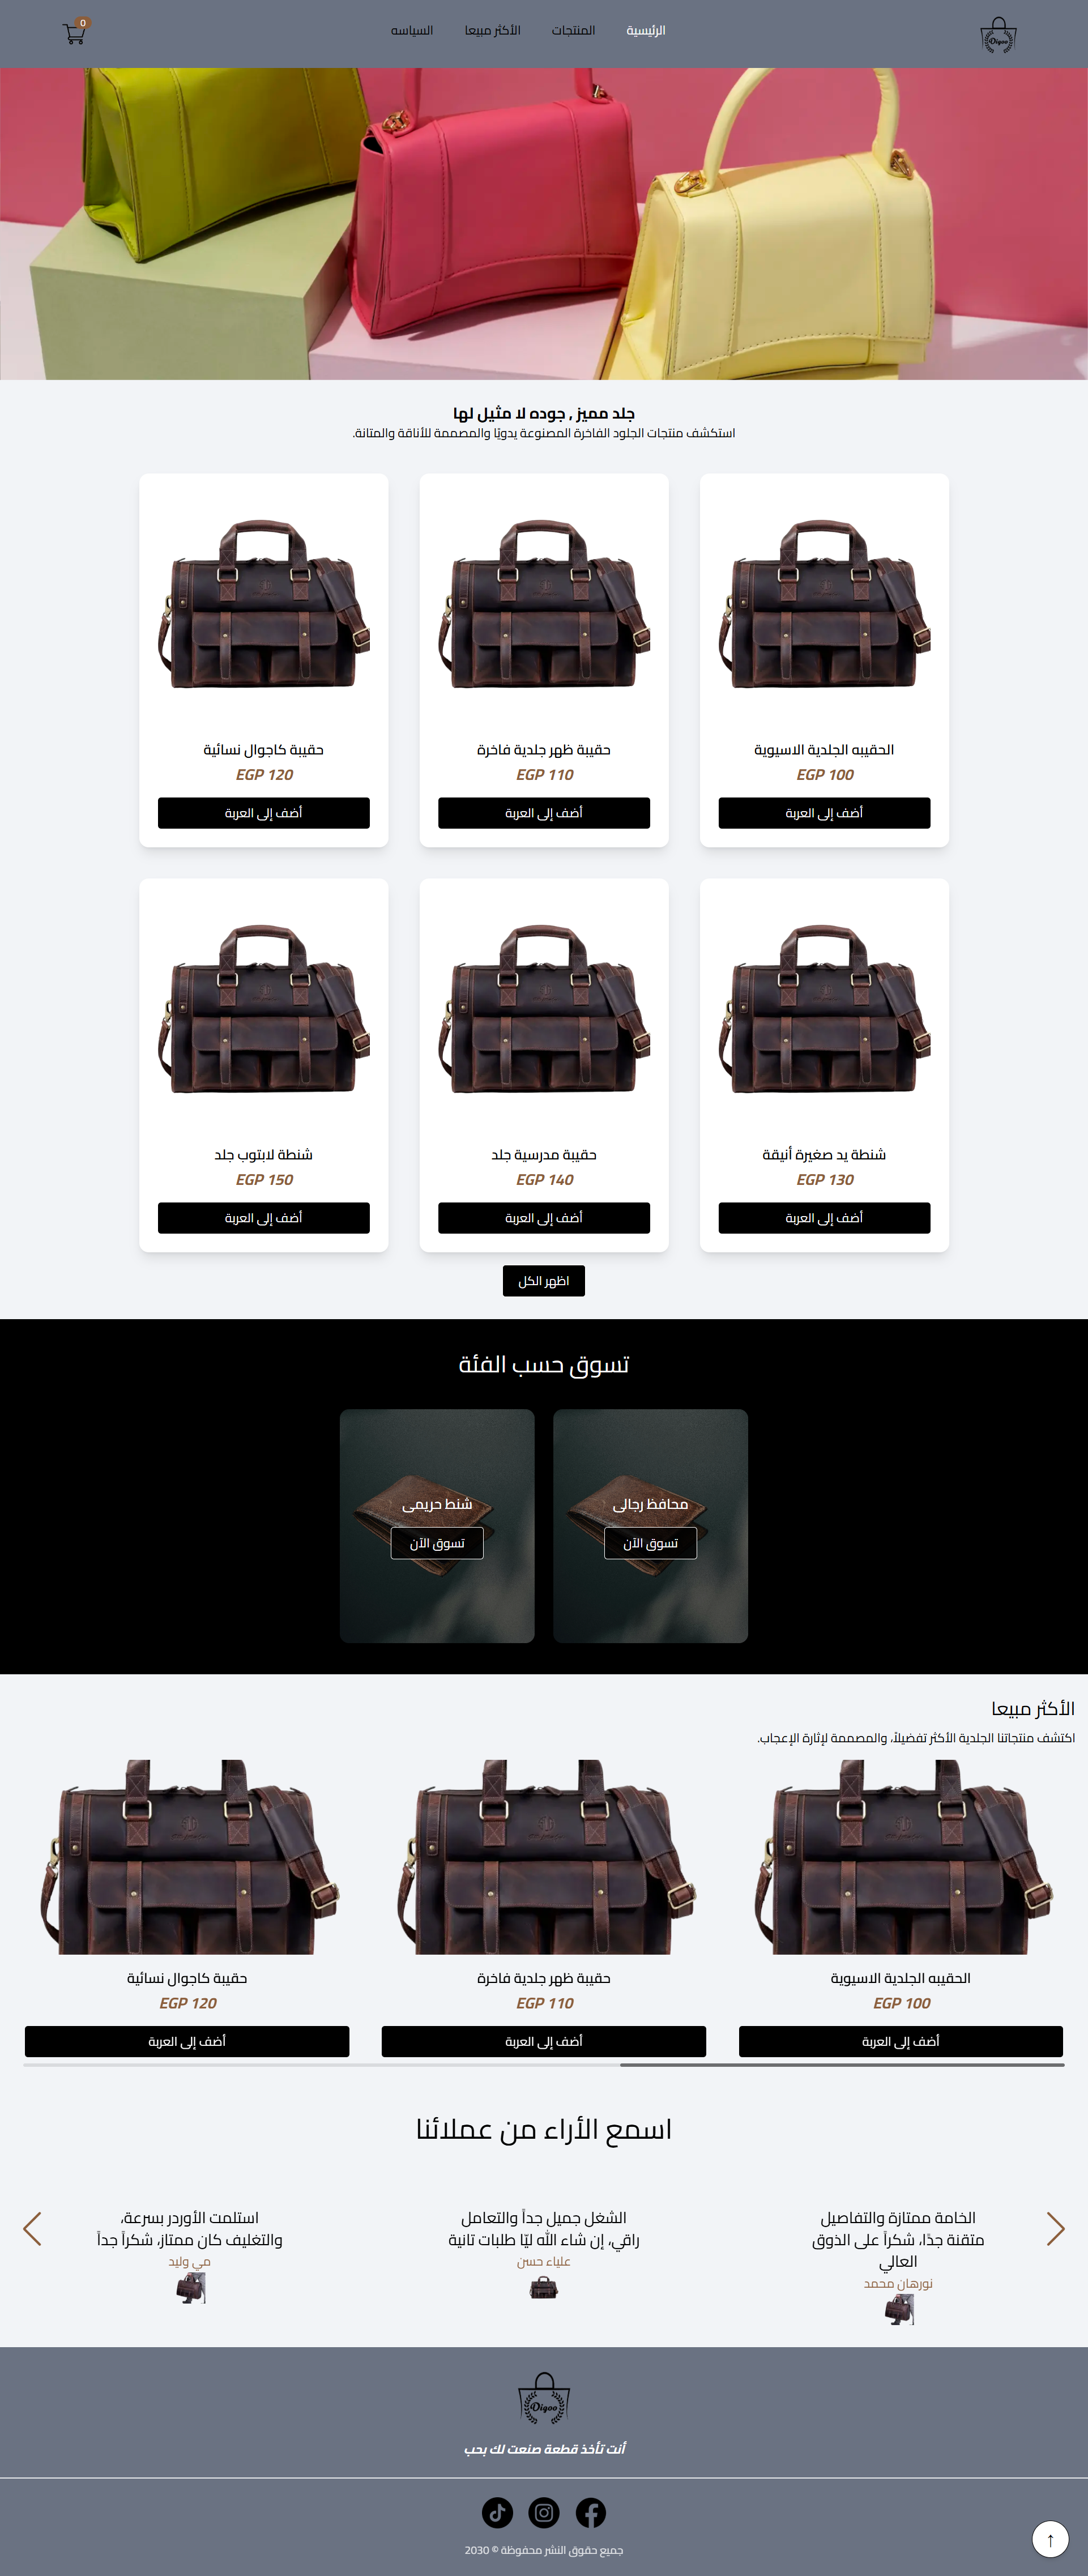 Digoo
الرئيسية
المنتجات
الأكثر مبيعا
السياسه
0
جلد مميز , جوده لا مثيل لها
استكشف منتجات الجلود الفاخرة المصنوعة يدويًا والمصممة للأناقة والمتانة.
الحقيبه الجلدية الاسيوية
EGP 100
أضف إلى العربة
حقيبة ظهر جلدية فاخرة
EGP 110
أضف إلى العربة
حقيبة كاجوال نسائية
EGP 120
أضف إلى العربة
شنطة يد صغيرة أنيقة
EGP 130
أضف إلى العربة
حقيبة مدرسية جلد
EGP 140
أضف إلى العربة
شنطة لابتوب جلد
EGP 150
أضف إلى العربة
اظهر الكل
تسوق حسب الفئة
محافظ رجالى
تسوق الآن
شنط حريمى
تسوق الآن
الأكثر مبيعا
اكتشف منتجاتنا الجلدية الأكثر تفضيلاً، والمصممة لإثارة الإعجاب.
الحقيبه الجلدية الاسيوية
EGP 100
أضف إلى العربة
حقيبة ظهر جلدية فاخرة
EGP 110
أضف إلى العربة
حقيبة كاجوال نسائية
EGP 120
أضف إلى العربة
اسمع الأراء من عملائنا
الخامة ممتازة والتفاصيل
متقنة جدًا، شكراً على الذوق
العالي
نورهان محمد
الشغل جميل جداً والتعامل
راقي، إن شاء الله ليّا طلبات تانية
علياء حسن
استلمت الأوردر بسرعة،
والتغليف كان ممتاز، شكراً جداً
مي وليد
Digoo
أنت تأخذ قطعة صنعت لك بحب
جميع حقوق النشر محفوظة © 2030
↑